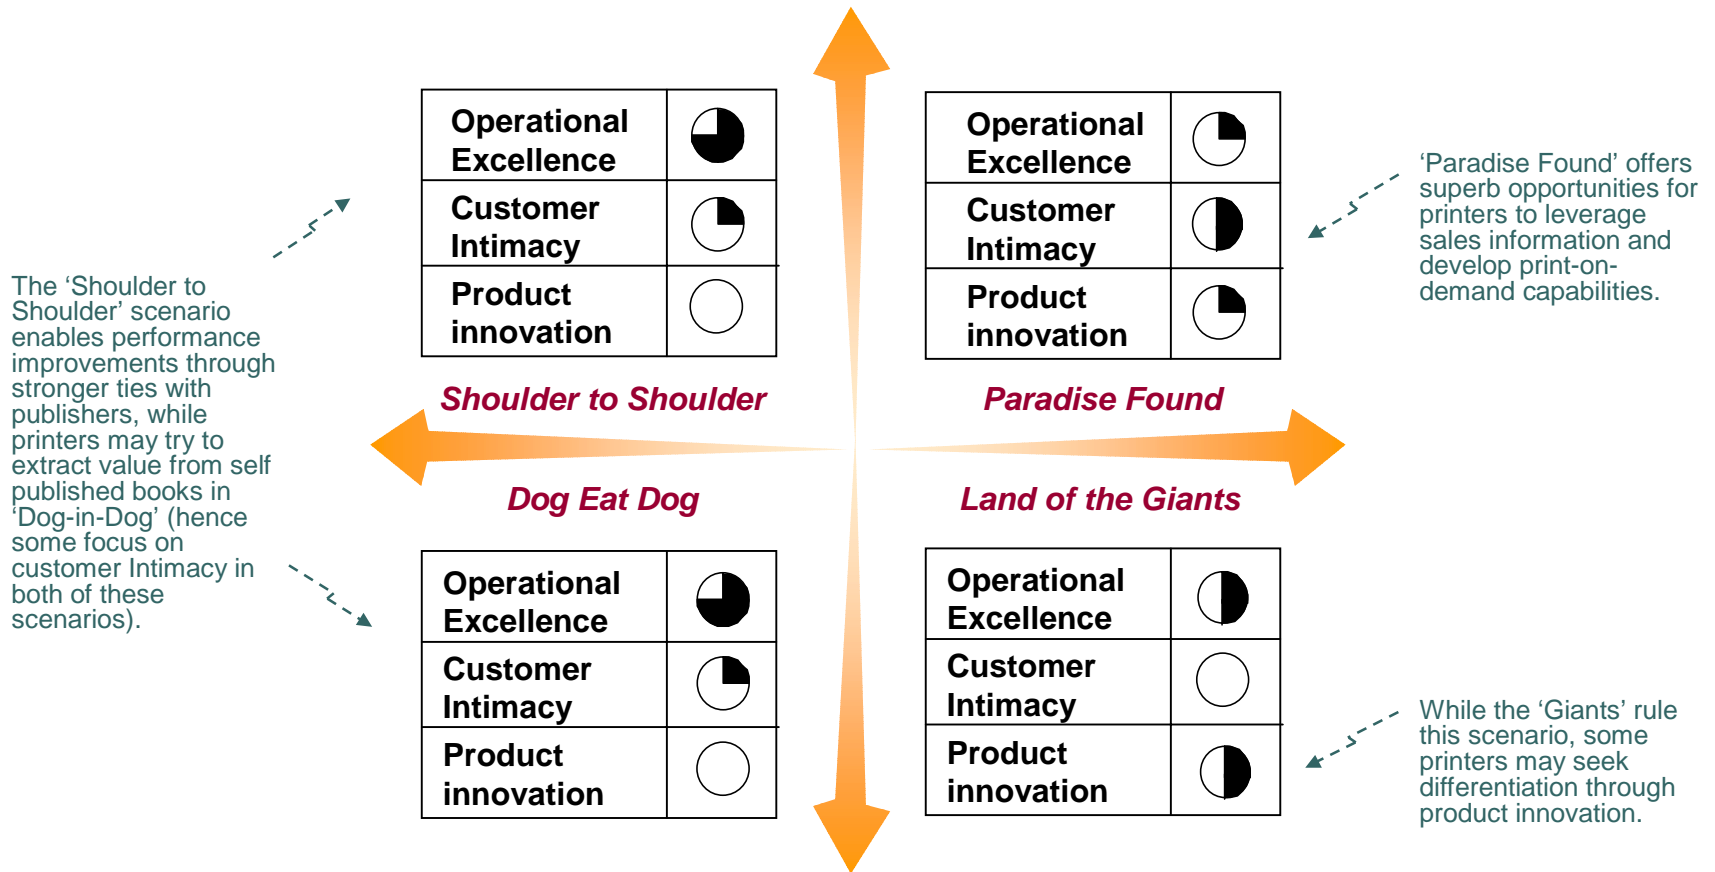 The ‘Shoulder to
Shoulder’ scenario
enables performance
improvements through
stronger ties with
publishers, while
printers may try to
extract value from self
published books in
‘Dog-in-Dog’ (hence
some focus on
customer Intimacy in
both of these
scenarios).
Operational
Excellence
Customer
Intimacy
Product
innovation
Shoulder to Shoulder
Operational
Excellence
Customer
Intimacy
Product
innovation
Paradise Found
‘Paradise Found’ offers
superb opportunities for
printers to leverage
sales information and
develop print-on-
demand capabilities.
Dog Eat Dog
Operational
Excellence
Customer
Intimacy
Product
innovation
Land of the Giants
Operational
Excellence
Customer
Intimacy
Product
innovation
While the ‘Giants’ rule
this scenario, some
printers may seek
differentiation through
product innovation.